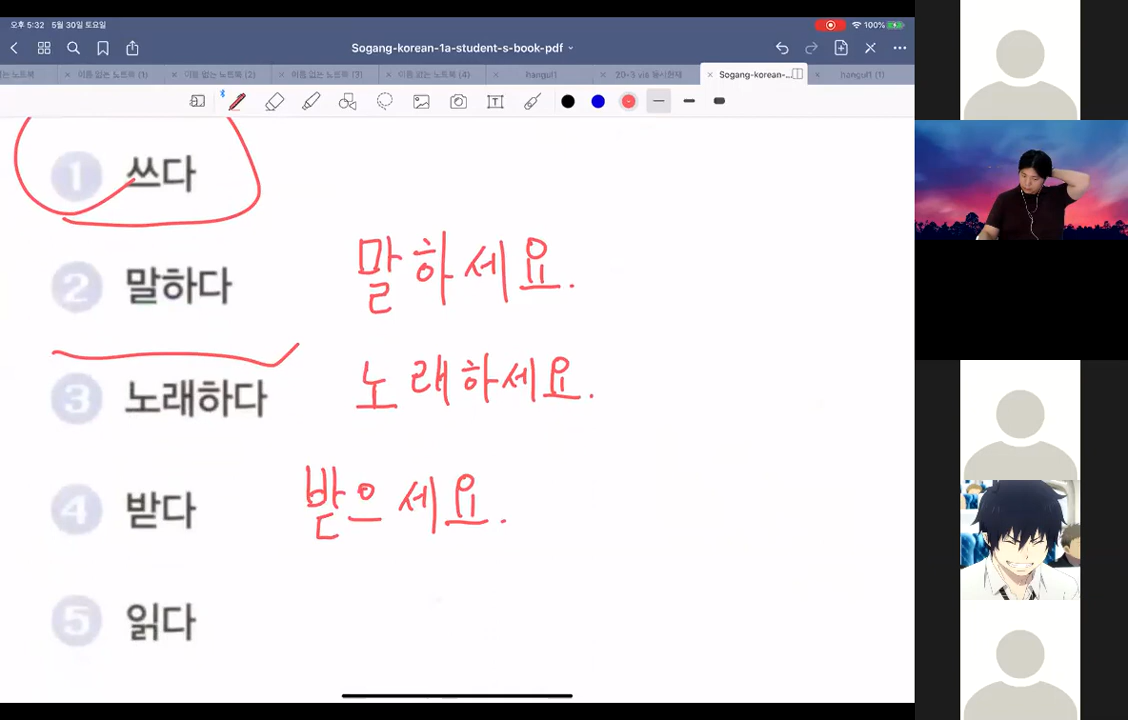 오후 5:32 5월 30일 토요일
100%
Sogang-korean-1a-student-s-book-pdf
이름 없는 노트북 (1)
이름 없는 노트북 (2)
이름 없는 노트북 (3)
이름 없는 노트북 (4)
hangul1
Sogang-korean-...
hangul1 (1)
1 쓰다
2 말하다 말하세요.
3 노래하다 노래하세요.
4 받다 받으세요.
5 읽다